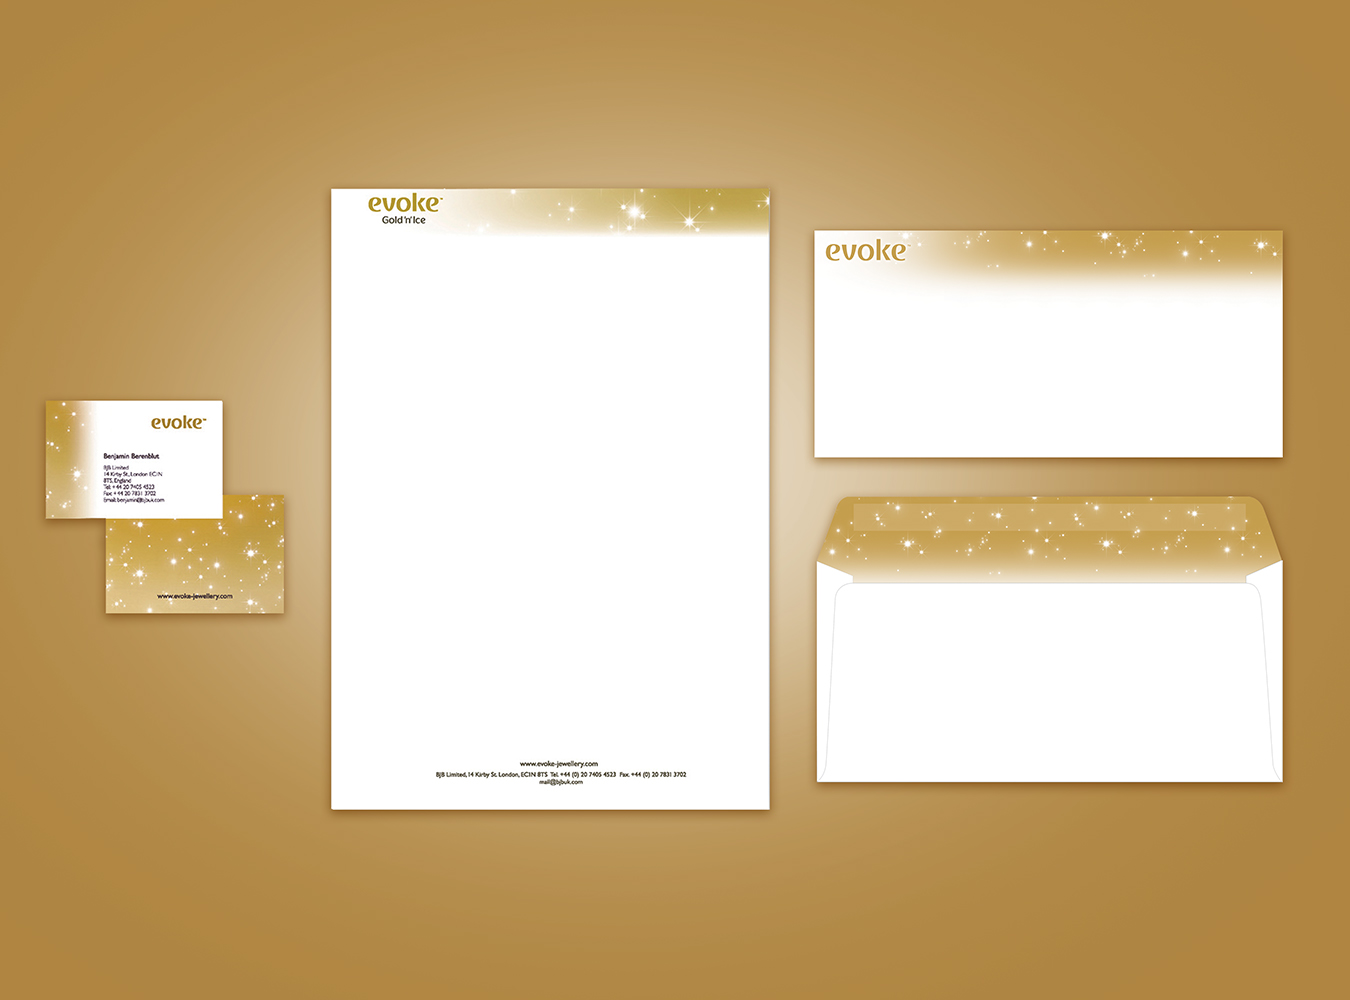 evoke™
Benjamin Berenblut
BJB Limited
14 Kirby St., London EC1N
8TS, England
Tel: +44 20 7405 4523
Fax: +44 20 7831 3702
Email: benjamin@bjbuk.com
www.evoke-jewellery.com
evoke™
Gold 'n' Ice
www.evoke-jewellery.com
BJB Limited, 14 Kirby St. London, EC1N 8TS Tel. +44 (0) 20 7405 4523 Fax. +44 (0) 20 7831 3702
mail@bjbuk.com
evoke™